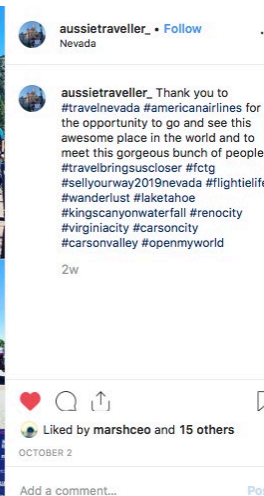 aussietraveller_ • Follow
Nevada
aussietraveller_ Thank you to
#travelnevada #americanairlines for
the opportunity to go and see this
awesome place in the world and to
meet this gorgeous bunch of people
#travelbringsuscloser #fctg
#sellyourway2019nevada #flightielife
#wanderlust #laketahoe
#kingscanyonwaterfall #renocity
#virginiacity #carsoncity
#carsonvalley #openmyworld
2w
Liked by marshceo and 15 others
OCTOBER 2
Add a comment...